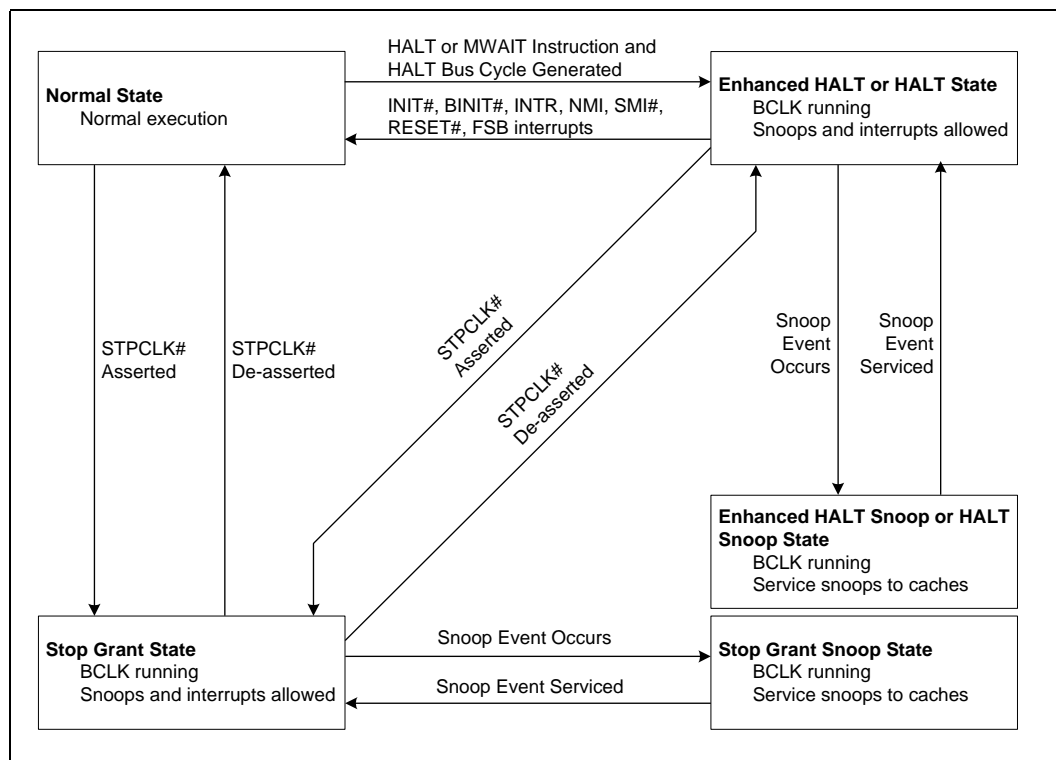 HALT or MWAIT Instruction and
HALT Bus Cycle Generated
Normal State
Normal execution
INIT#, BINIT#, INTR, NMI, SMI#,
RESET#, FSB interrupts
Enhanced HALT or HALT State
BCLK running
Snoops and interrupts allowed
STPCLK#
Asserted
STPCLK#
De-asserted
STPCLK#
Asserted
STPCLK#
De-asserted
Snoop
Event
Occurs
Snoop
Event
Serviced
Enhanced HALT Snoop or HALT
Snoop State
BCLK running
Service snoops to caches
Stop Grant State
BCLK running
Snoops and interrupts allowed
Snoop Event Occurs
Snoop Event Serviced
Stop Grant Snoop State
BCLK running
Service snoops to caches